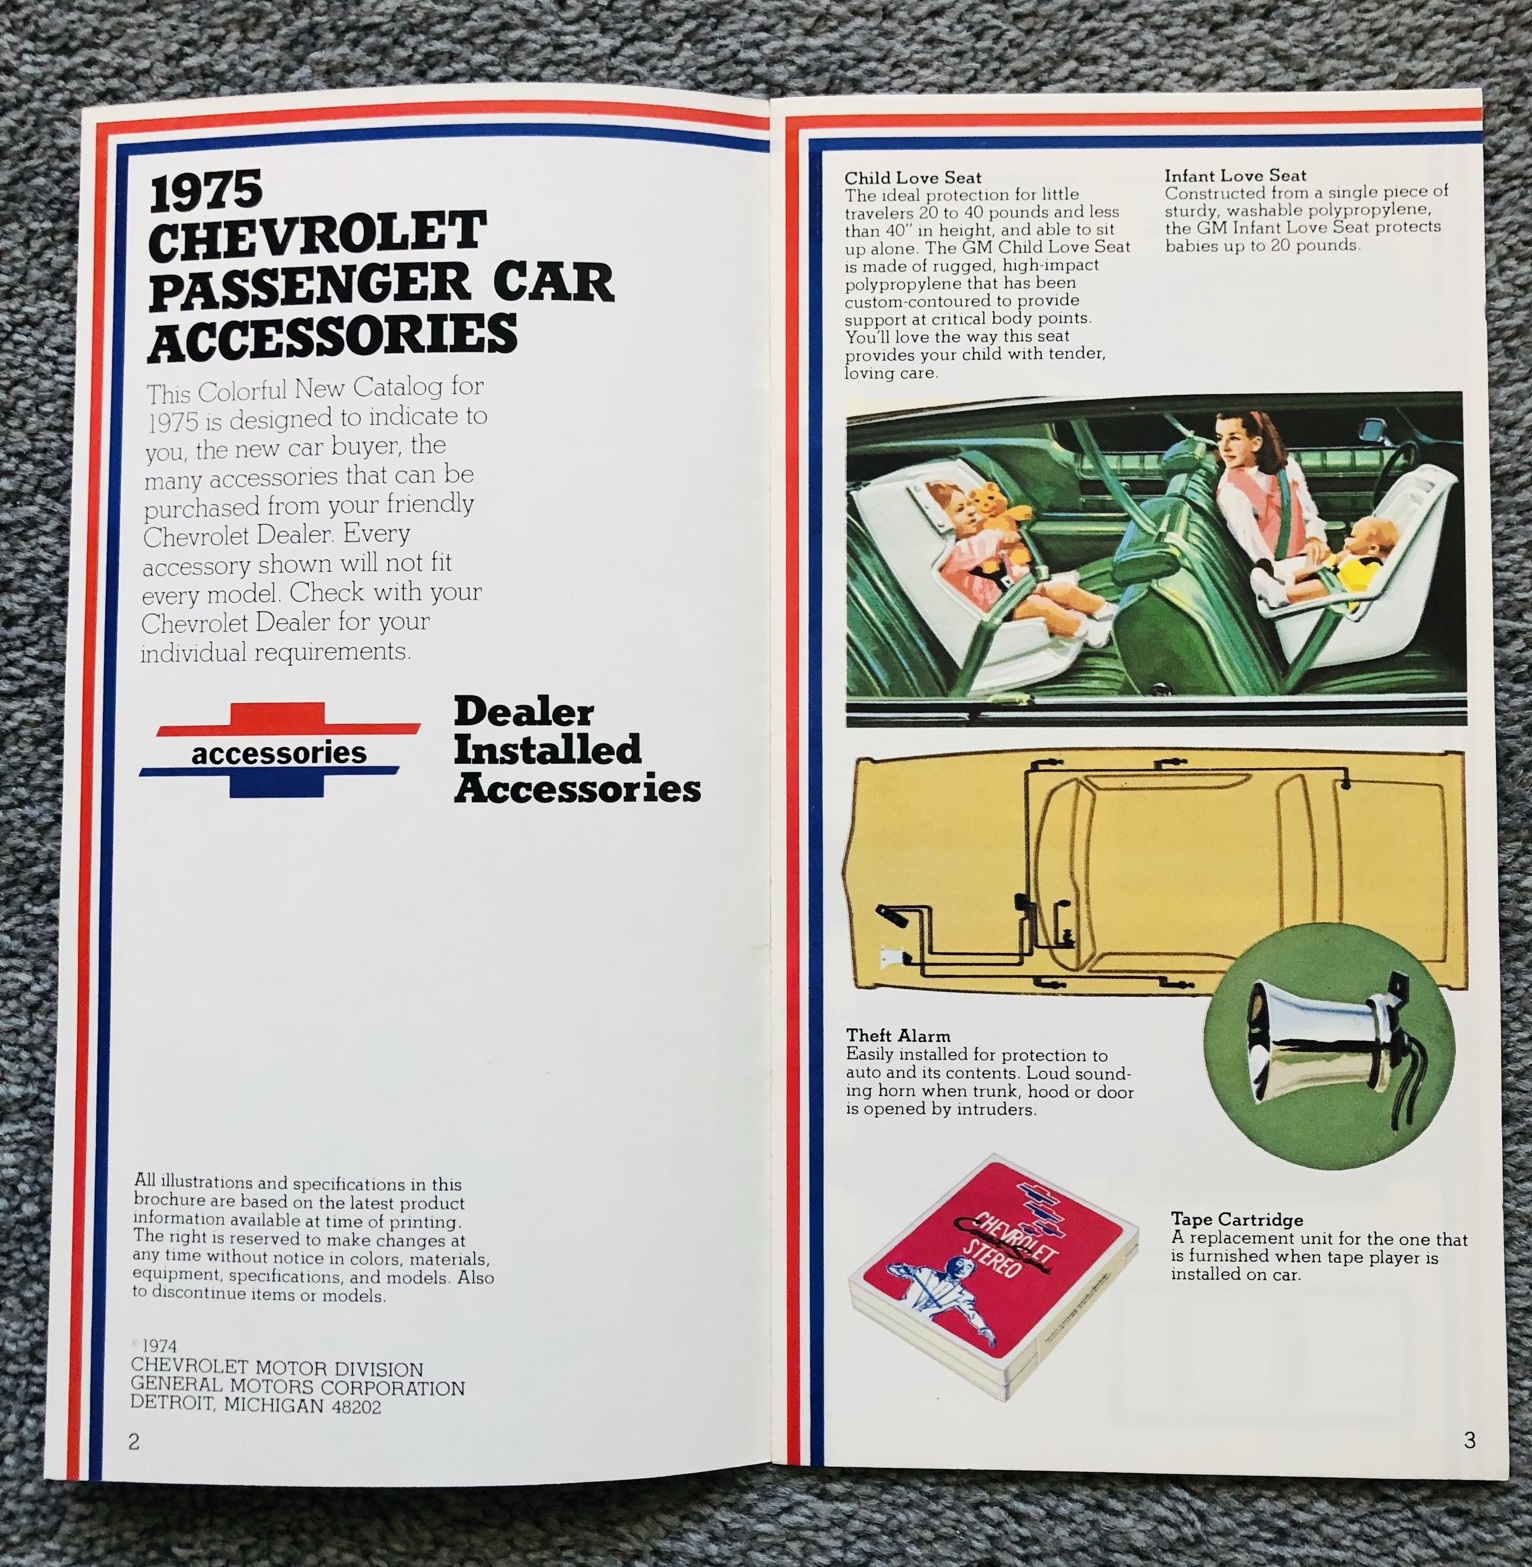 1975
CHEVROLET
PASSENGER CAR
ACCESSORIES
This Colorful New Catalog for
1975 is designed to indicate to
you, the new car buyer, the
many accessories that can be
purchased from your friendly
Chevrolet Dealer. Every
accessory shown will not fit
every model. Check with your
Chevrolet Dealer for your
individual requirements.
accessories
Dealer
Installed
Accessories
All illustrations and specifications in this
brochure are based on the latest product
information available at time of printing.
The right is reserved to make changes at
any time without notice in colors, materials,
equipment, specifications, and models. Also
to discontinue items or models.
©1974
CHEVROLET MOTOR DIVISION
GENERAL MOTORS CORPORATION
DETROIT, MICHIGAN 48202
2
Child Love Seat
The ideal protection for little
travelers 20 to 40 pounds and less
than 40″ in height, and able to sit
up alone. The GM Child Love Seat
is made of rugged, high-impact
polypropylene that has been
custom-contoured to provide
support at critical body points.
You'll love the way this seat
provides your child with tender,
loving care.
Infant Love Seat
Constructed from a single piece of
sturdy, washable polypropylene,
the GM Infant Love Seat protects
babies up to 20 pounds.
Theft Alarm
Easily installed for protection to
auto and its contents. Loud sound-
ing horn when trunk, hood or door
is opened by intruders.
CHEVROLET
STEREO
Tape Cartridge
A replacement unit for the one that
is furnished when tape player is
installed on car.
3